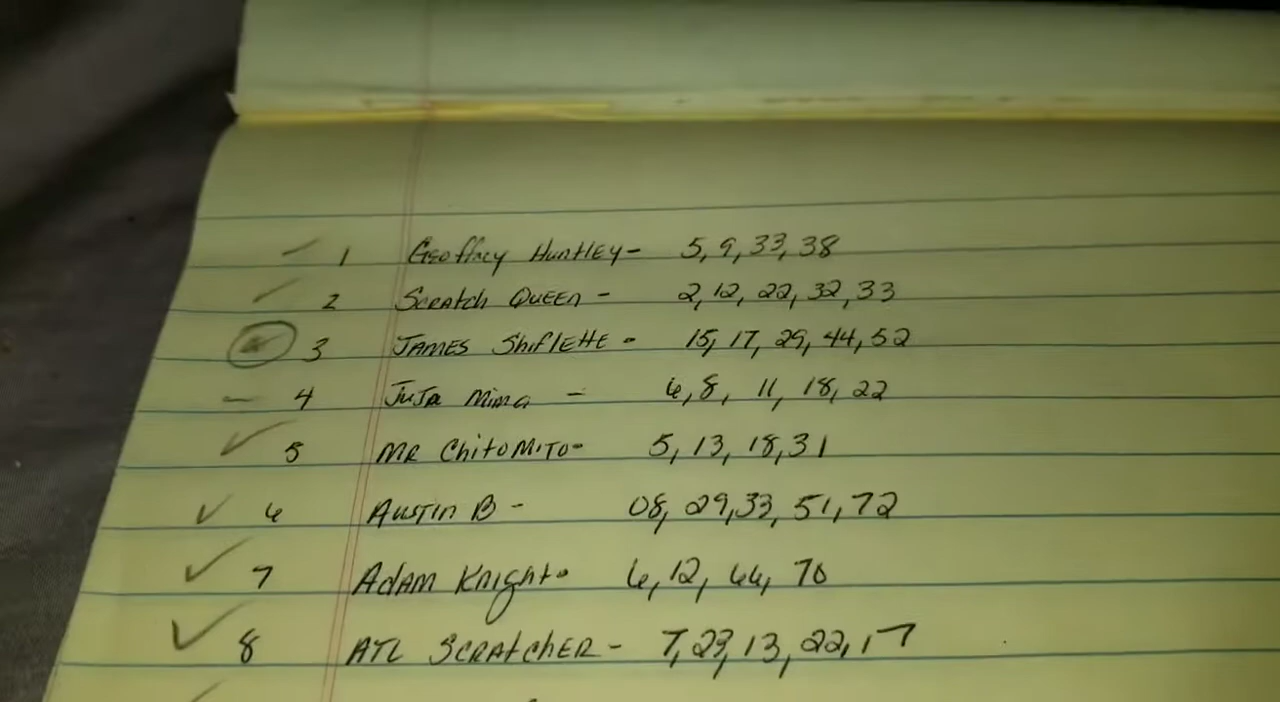 1 Geoffrey Huntley - 5, 9, 33, 38
2 Scratch Queen - 2, 12, 22, 32, 33
3 James Shiflette - 15, 17, 29, 44, 52
4 JuJa Mima - 6, 8, 11, 18, 22
5 MR ChitoMito - 5, 13, 18, 31
6 Austin B - 08, 29, 33, 51, 72
7 Adam Knight - 6, 12, 66, 70
8 ATL Scratcher - 7, 23, 13, 22, 17